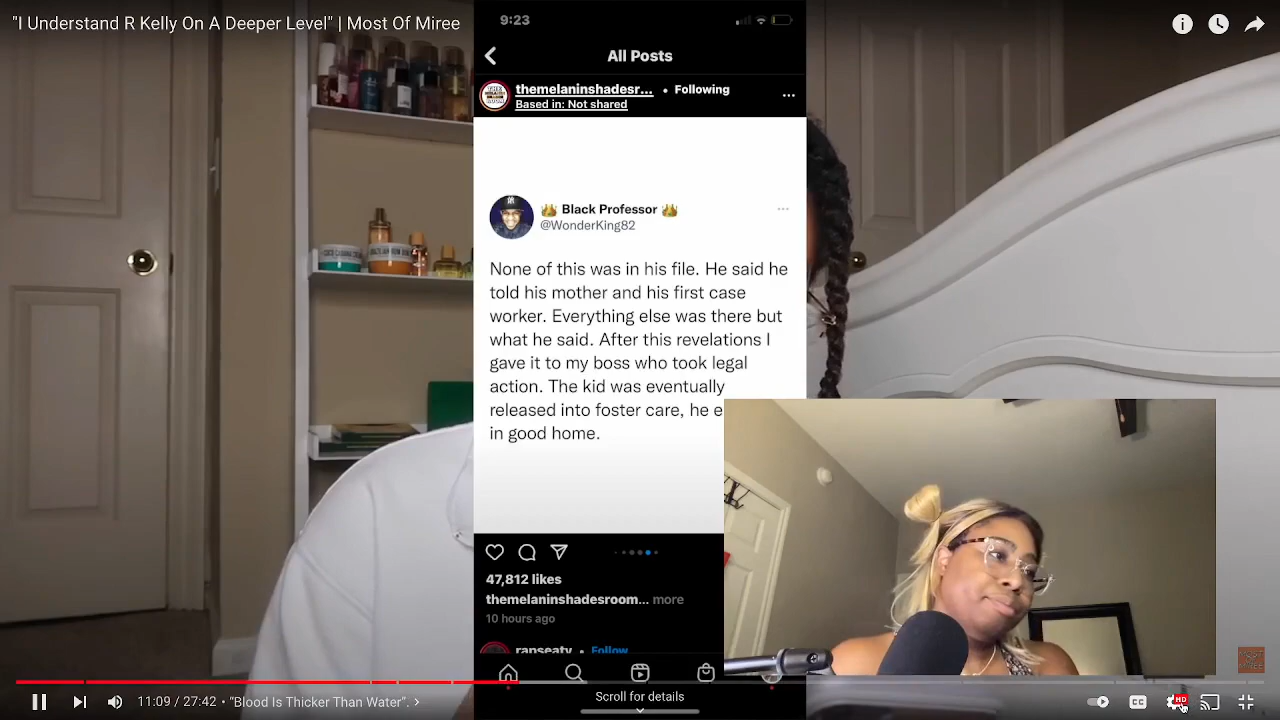 "I Understand R Kelly On A Deeper Level" | Most of Miree
9:23
All Posts
themelaninshadesr... • Following
Based in: Not shared
Black Professor
@WonderKing82
None of this was in his file. He said he
told his mother and his first case
worker. Everything else was there but
what he said. After this revelations I
gave it to my boss who took legal
action. The kid was eventually
released into foster care, he e
in good home.
47,812 likes
themelaninshadesroom... more
10 hours ago
rapseatv • Follow
11:09 / 27:42 • "Blood Is Thicker Than Water". >
Scroll for details
CC
HD